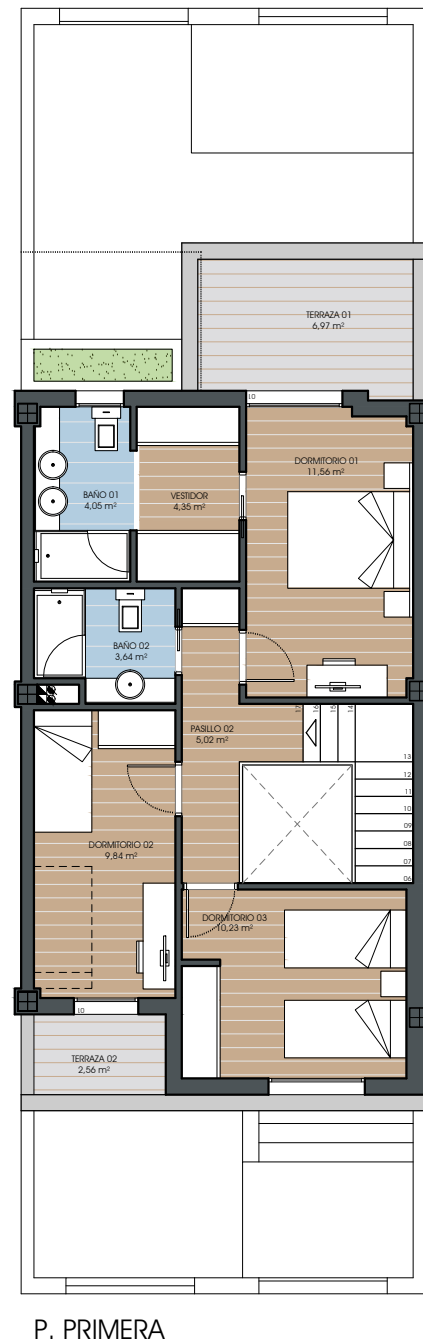 TERRAZA 01
6,97 m²
01
DORMITORIO 01
11,56 m²
BAÑO 01
4,05 m²
VESTIDOR
4,35 m²
BAÑO 02
3,64 m²
PASILLO 02
5,02 m²
17
16
15
14
13
12
11
10
09
08
07
06
DORMITORIO 02
9,84 m²
DORMITORIO 03
10,23 m²
01
TERRAZA 02
2,56 m²
P. PRIMERA